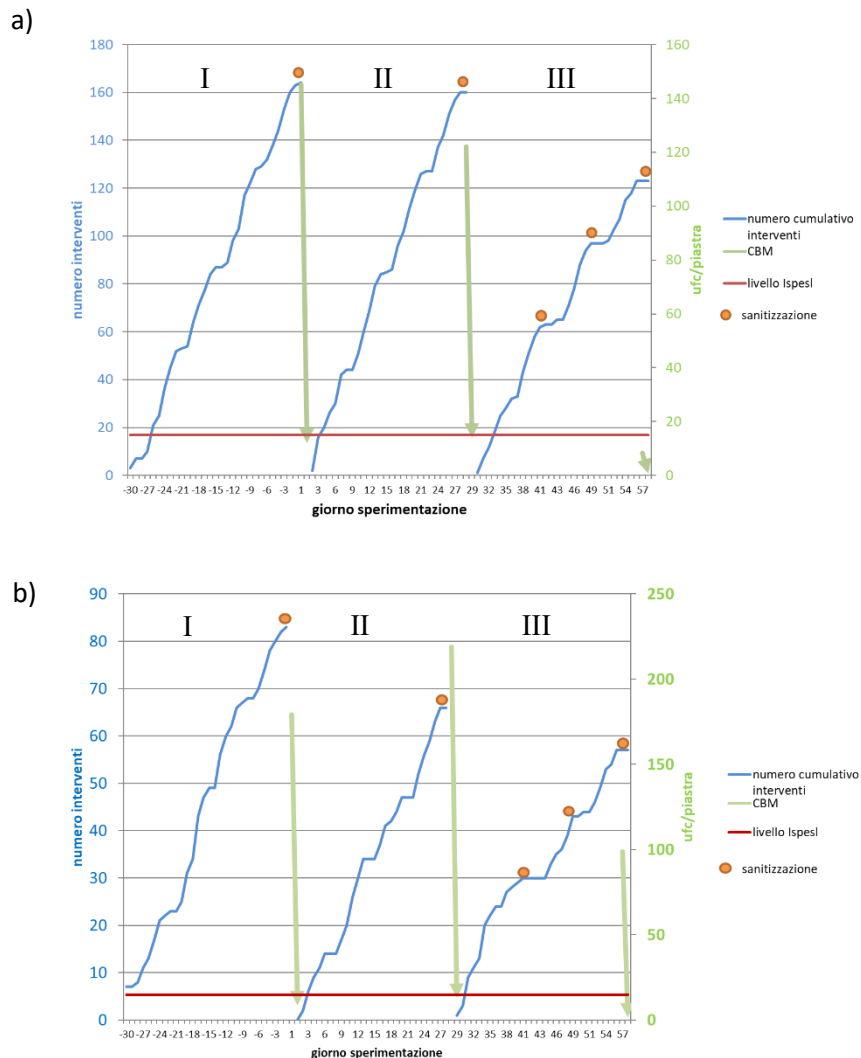 a)
180
160
140
120
100
80
60
40
20
0
numero interventi
I
II
III
160
140
120
100
80
60
40
20
0
ufc/piastra
-30 -27 -24 -21 -18 -15 -12 -9 -6 -3 1 3 6 9 12 15 18 21 24 27 29 32 35 38 41 43 46 49 51 54 57
giorno sperimentazione
numero cumulativo
interventi
CBM
livello Ispesl
sanitizzazione
b)
90
80
70
60
50
40
30
20
10
0
numero interventi
I
II
III
250
200
150
100
50
0
ufc/piastra
-30 -27 -24 -21 -18 -15 -12 -9 -6 -3 1 3 6 9 12 15 18 21 24 27 29 32 35 38 41 43 46 48 51 54 57
giorno sperimentazione
numero cumulativo
interventi
CBM
livello Ispesl
sanitizzazione